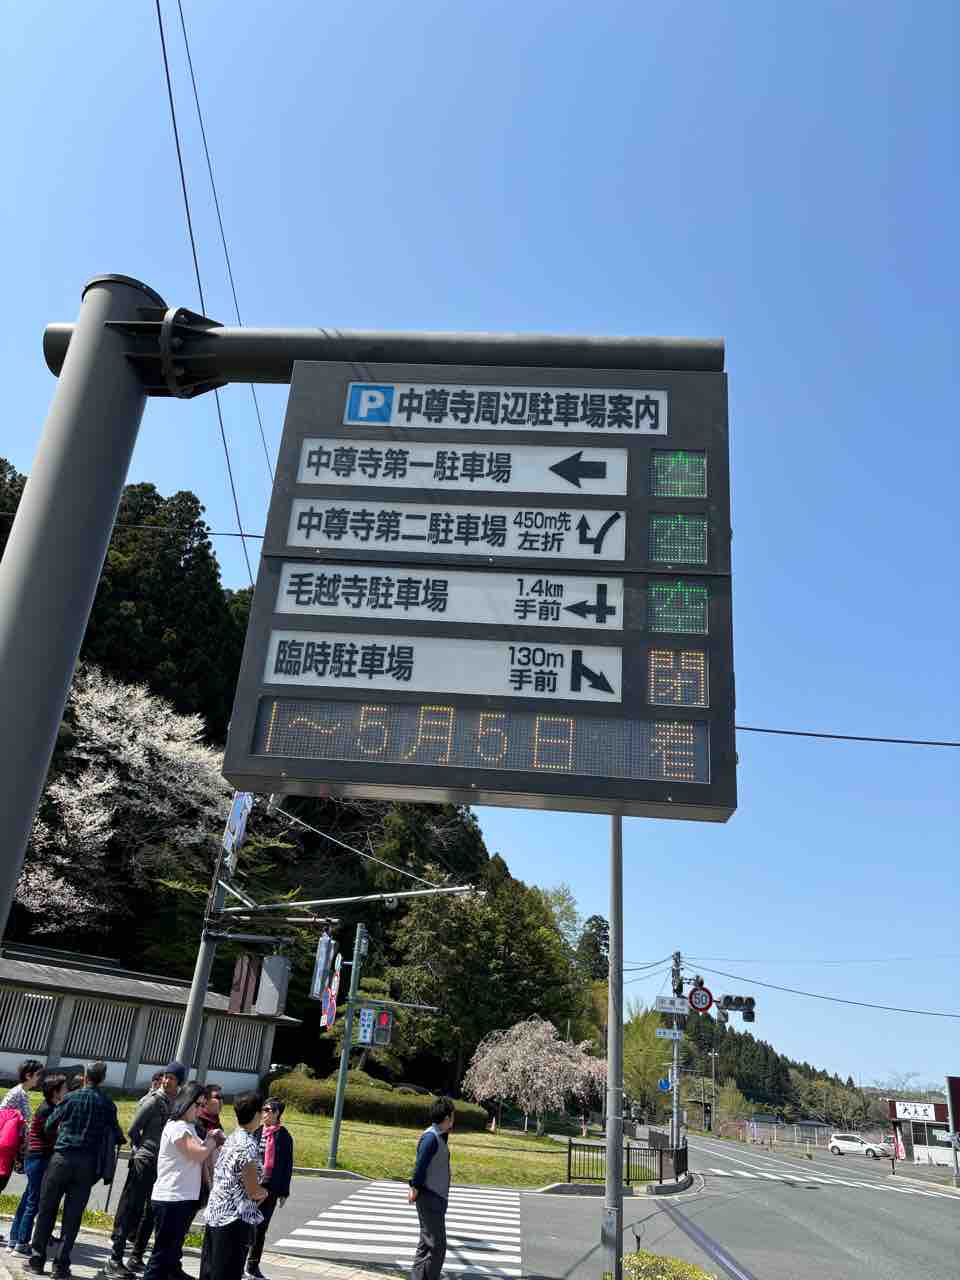 P 中尊寺周辺駐車場案内
中尊寺第一駐車場 空
中尊寺第二駐車場 450m先 左折 空
毛越寺駐車場 1.4km 手前 空
臨時駐車場 130m 手前 閉
～5月5日
50